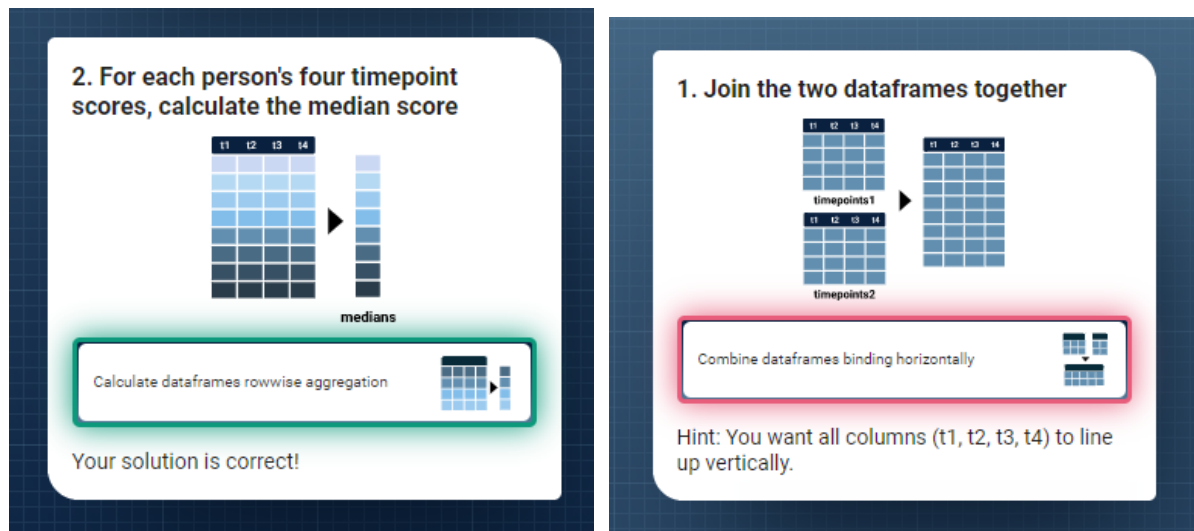 2. For each person's four timepoint
scores, calculate the median score
t1 t2 t3 t4
medians
Calculate dataframes rowwise aggregation
Your solution is correct!
1. Join the two dataframes together
t1 t2 t3 t4
timepoints1
t1 t2 t3 t4
timepoints2
t1 t2 t3 t4
Combine dataframes binding horizontally
Hint: You want all columns (t1, t2, t3, t4) to line
up vertically.